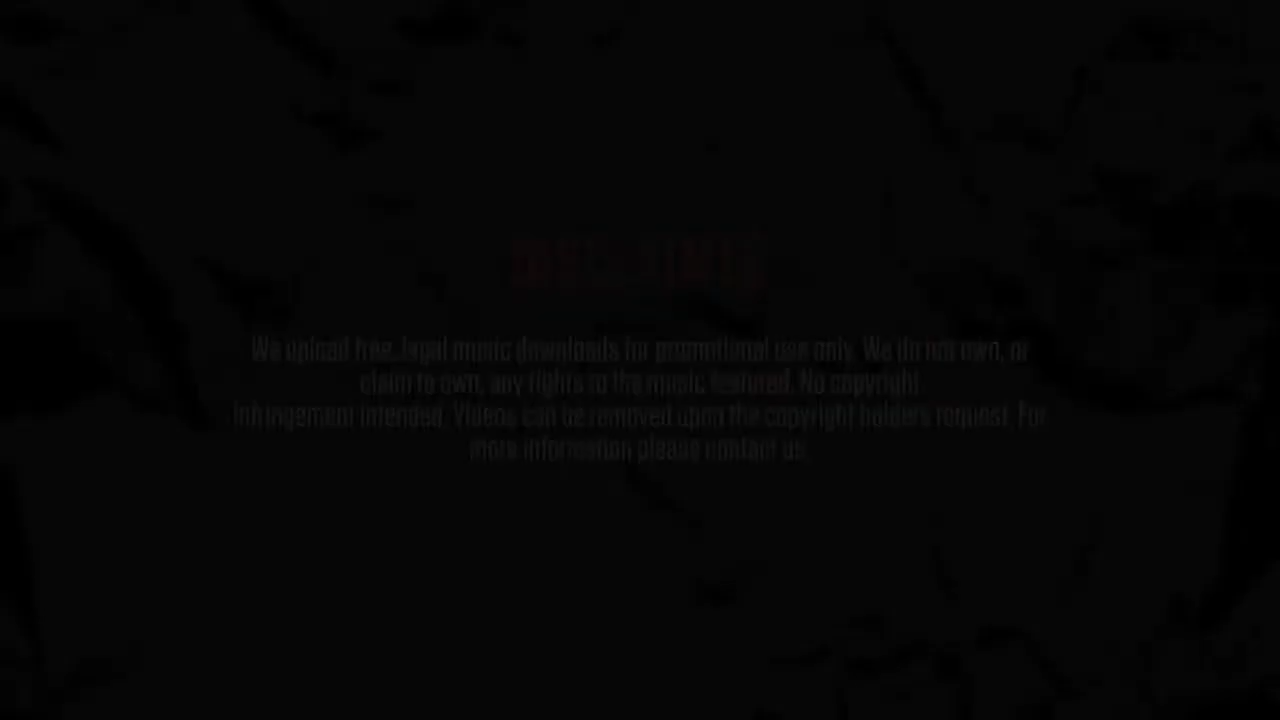 We upload free, legal music downloads for promotional use only. We do not own, or
claim to own, any rights to the music featured. No copyright
infringement intended. Videos can be removed upon the copyright holders request. For
more information please contact us.